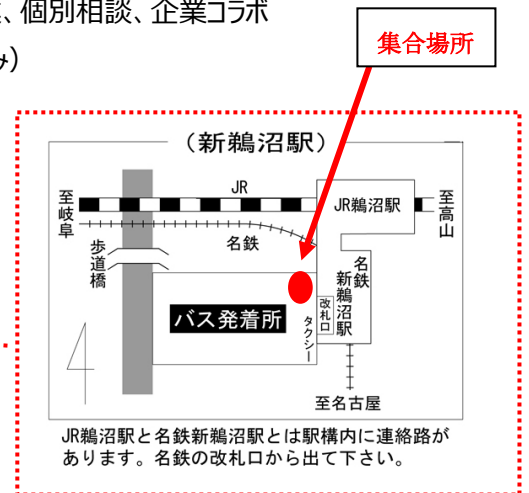 、個別相談、企業コラボ
み）
集合場所
（新鵜沼駅）
JR
JR鵜沼駅
至岐阜
至高山
名鉄
歩道橋
名鉄
新鵜沼駅
改札口
バス発着所
タクシー
至名古屋
JR鵜沼駅と名鉄新鵜沼駅とは駅構内に連絡路が
あります。名鉄の改札口から出て下さい。